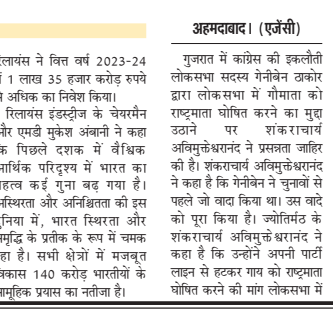 रिलायंस ने वित्त वर्ष 2023-24
1 लाख 35 हजार करोड़ रुपये
अधिक का निवेश किया।
रिलायंस इंडस्ट्रीज के चेयरमैन
और एमडी मुकेश अंबानी ने कहा
पिछले दशक में वैश्विक
आर्थिक परिदृश्य में भारत का
महत्व कई गुना बढ़ गया है।
अस्थिरता और अनिश्चितता की इस
दुनिया में, भारत स्थिरता और
समृद्धि के प्रतीक के रूप में चमक
रहा है। सभी क्षेत्रों में मजबूत
विकास 140 करोड़ भारतीयों के
सामूहिक प्रयास का नतीजा है।
अहमदाबाद। (एजेंसी)
गुजरात में कांग्रेस की इकलौती
लोकसभा सदस्य गेनीबेन ठाकोर
द्वारा लोकसभा में गौमाता को
राष्ट्रमाता घोषित करने का मुद्दा
उठाने पर शंकराचार्य
अविमुक्तेश्वरानंद ने प्रसन्नता जाहिर
की है। शंकराचार्य अविमुक्तेश्वरानंद
ने कहा है कि गेनीबेन ने चुनावों से
पहले जो वादा किया था। उस वादे
को पूरा किया है। ज्योतिर्मठ के
शंकराचार्य अविमुक्तेश्वरानंद ने
कहा है कि उन्होंने अपनी पार्टी
लाइन से हटकर गाय को राष्ट्रमाता
घोषित करने की मांग लोकसभा में